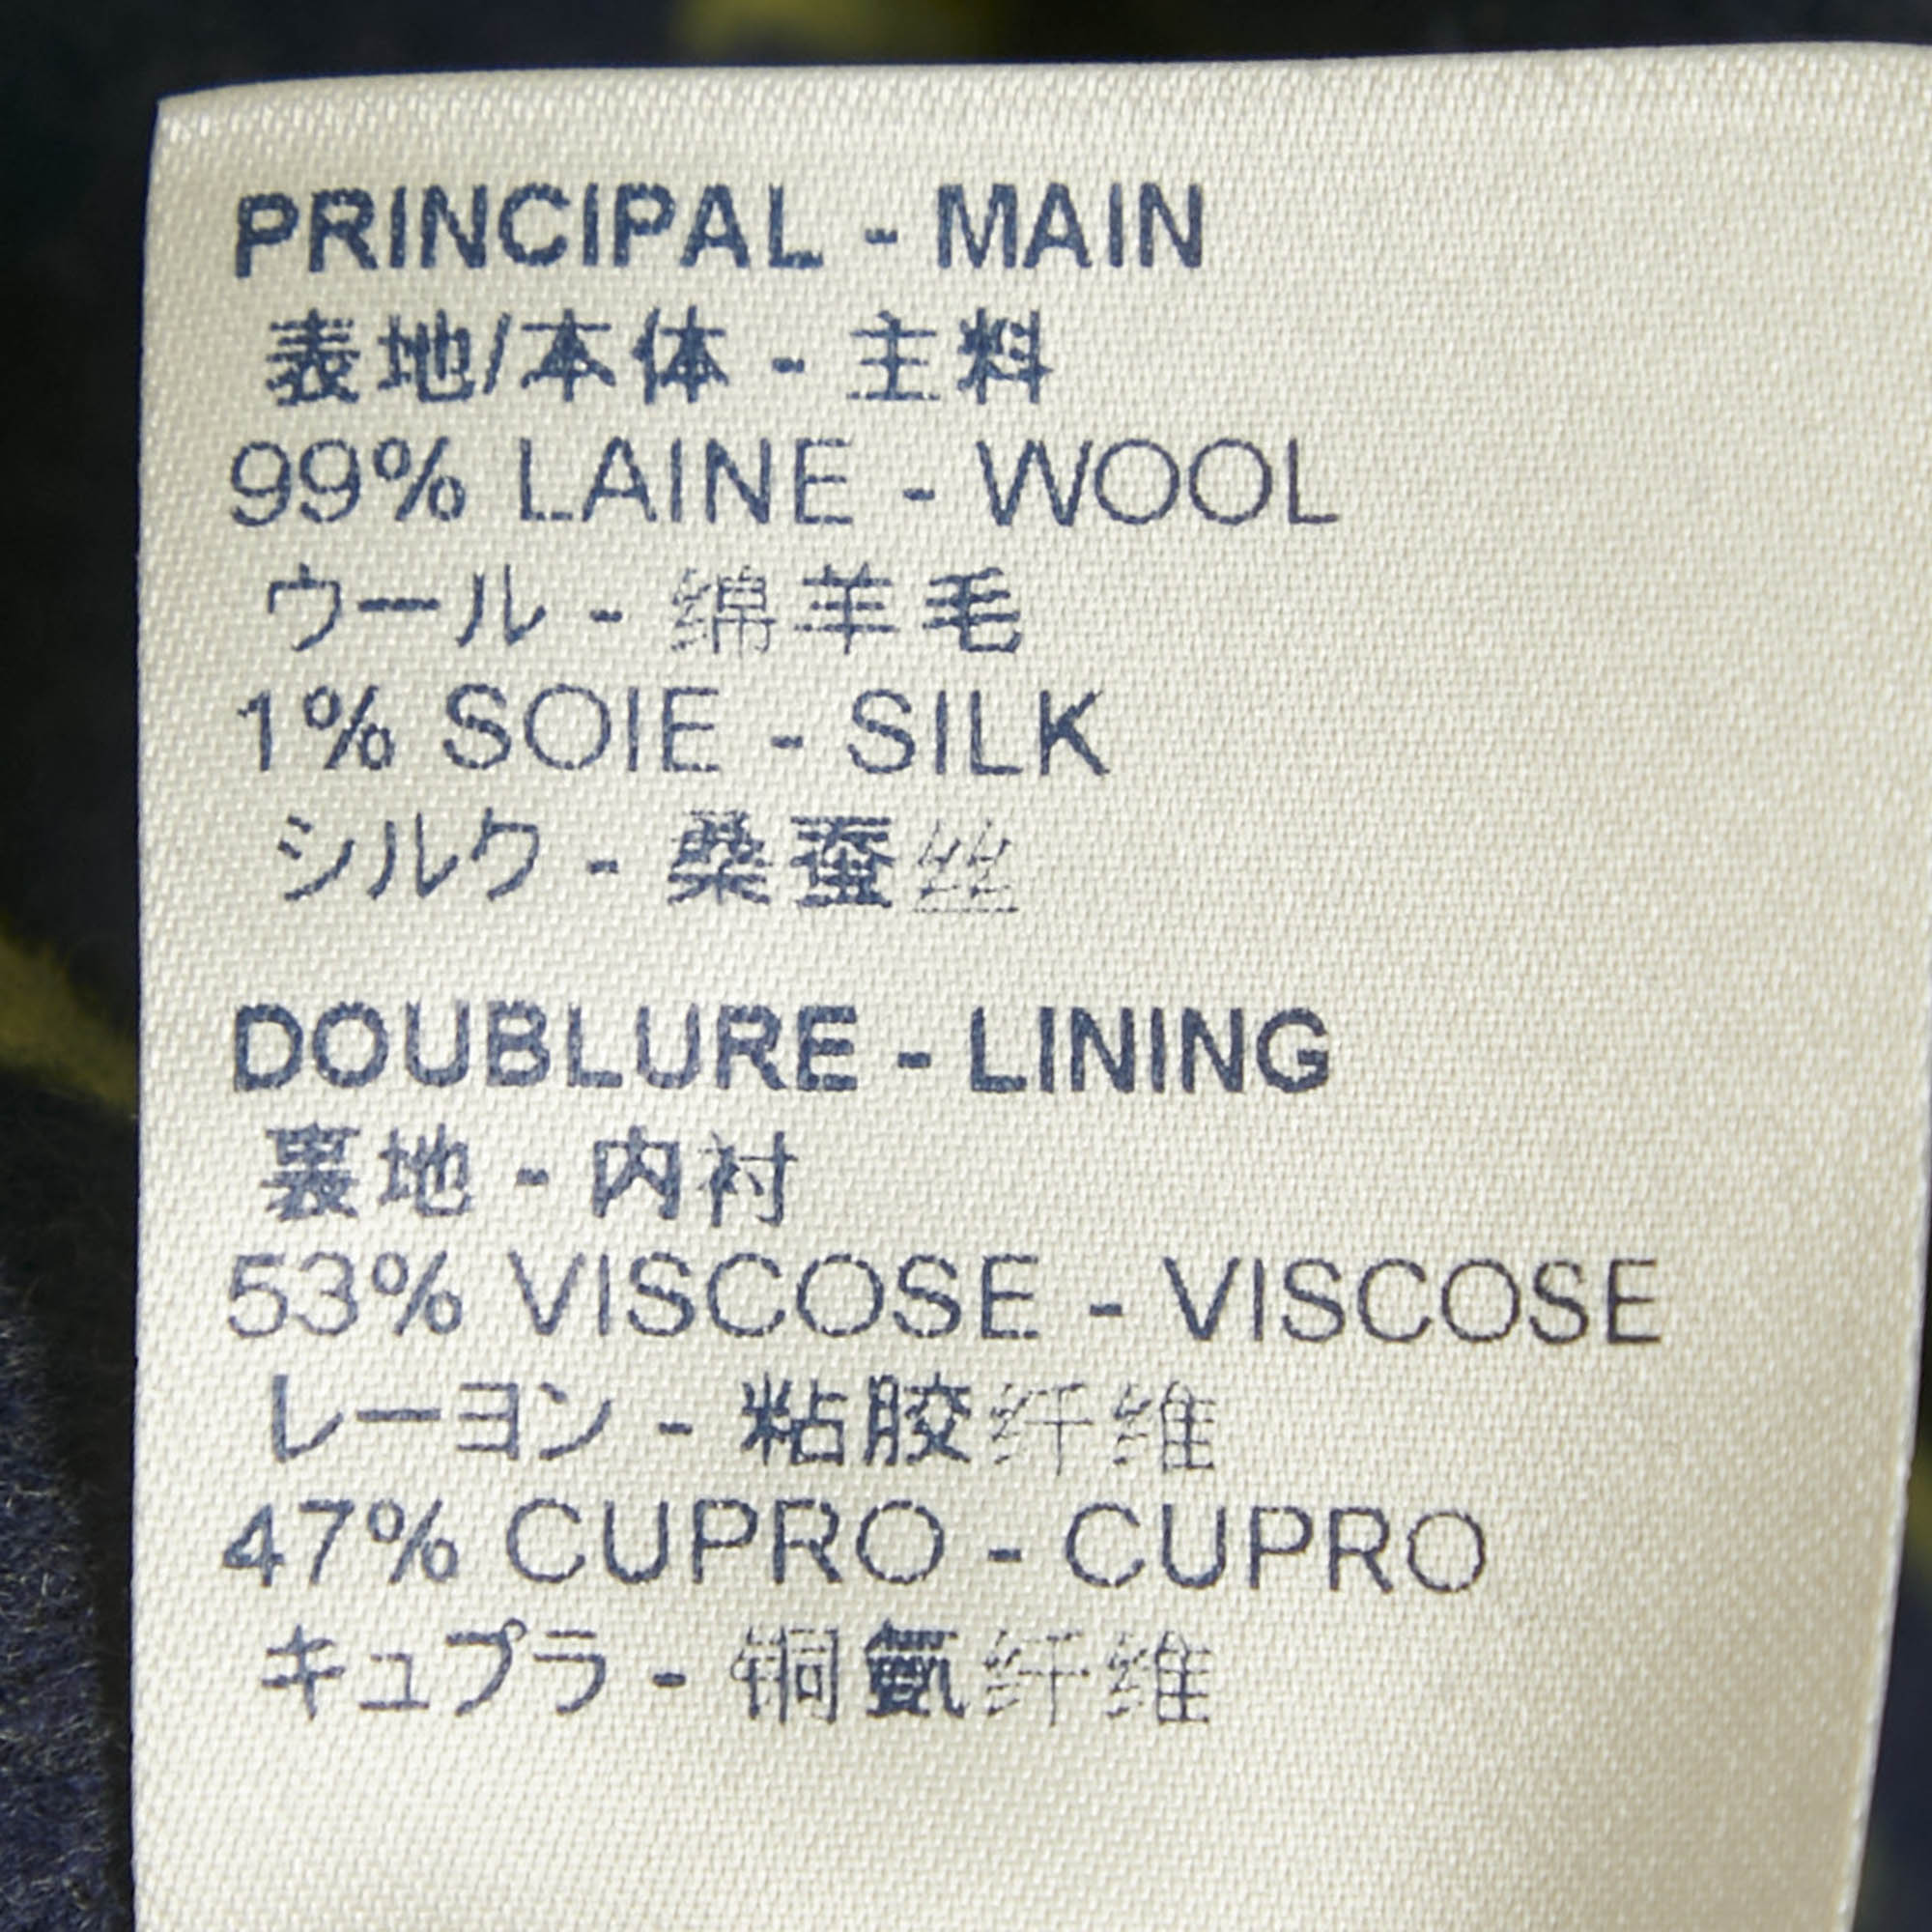 PRINCIPAL - MAIN
表地/本体 - 主料
99% LAINE - WOOL
ウール - 绵羊毛
1% SOIE - SILK
シルク - 桑蚕丝
DOUBLURE - LINING
裏地 - 内衬
53% VISCOSE - VISCOSE
レーヨン - 粘胶纤维
47% CUPRO - CUPRO
キュプラ - 铜氨纤维